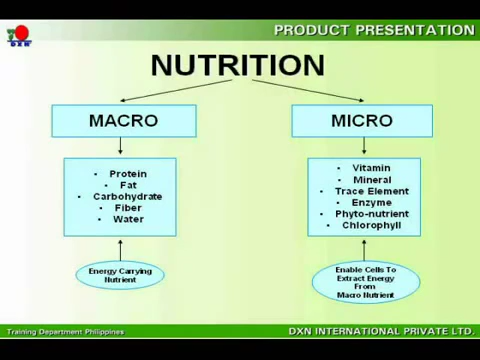 DXN
PRODUCT PRESENTATION
NUTRITION
MACRO
MICRO
• Protein
• Fat
• Carbohydrate
• Fiber
• Water
• Vitamin
• Mineral
• Trace Element
• Enzyme
• Phyto-nutrient
• Chlorophyll
Energy Carrying
Nutrient
Enable Cells To
Extract Energy
From
Macro Nutrient
Training Department Philippines
DXN INTERNATIONAL PRIVATE LTD.